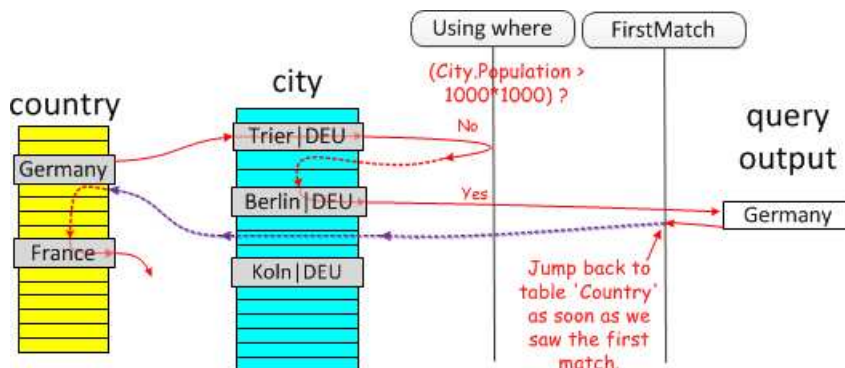 Using where
FirstMatch
(City.Population >
1000*1000) ?
country
city
query
output
Trier|DEU
No
Germany
Berlin|DEU
Yes
Germany
France
Koln|DEU
Jump back to
table 'Country'
as soon as we
saw the first
match.